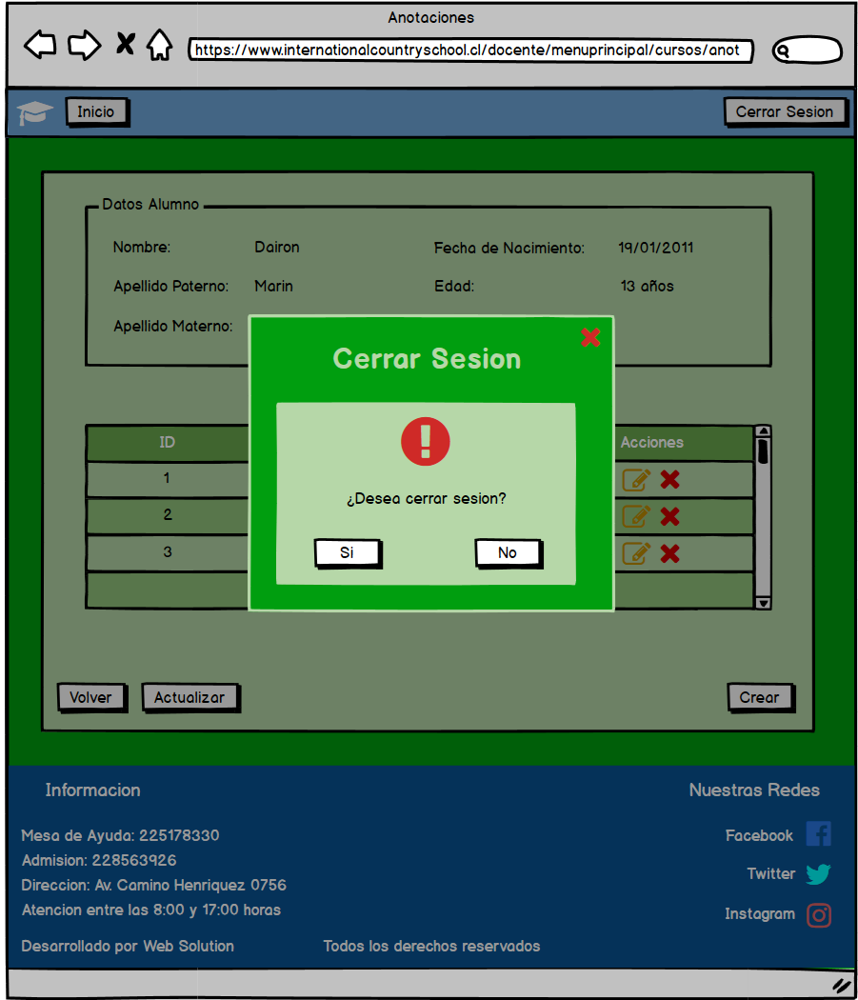 Anotaciones
https://www.internationalcountryschool.cl/docente/menuprincipal/cursos/anot
Inicio
Cerrar Sesion
Datos Alumno
Nombre: Dairon Fecha de Nacimiento: 19/01/2011
Apellido Paterno: Marin Edad: 13 años
Apellido Materno:
Cerrar Sesion
¿Desea cerrar sesion?
Si No
ID Acciones
1
2
3
Volver Actualizar Crear
Informacion Nuestras Redes
Mesa de Ayuda: 225178330 Facebook
Admision: 228563926
Direccion: Av. Camino Henriquez 0756 Twitter
Atencion entre las 8:00 y 17:00 horas Instagram
Desarrollado por Web Solution Todos los derechos reservados